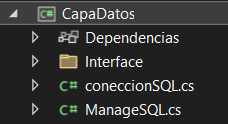 CapaDatos
Dependencias
Interface
coneccionSQL.cs
ManageSQL.cs